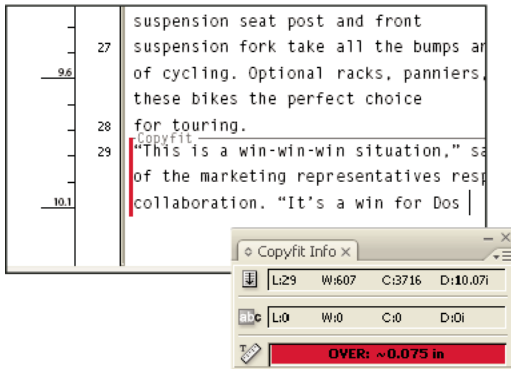 suspension seat post and front
27 suspension fork take all the bumps an
9.6 of cycling. Optional racks, panniers,
these bikes the perfect choice
28 for touring.
Copyfit
29 “This is a win-win-win situation,” sa
of the marketing representatives resp
10.1 collaboration. “It’s a win for Dos
Copyfit Info
L:29 W:607 C:3716 D:10.07i
abc L:0 W:0 C:0 D:0i
OVER: ~0.075 in